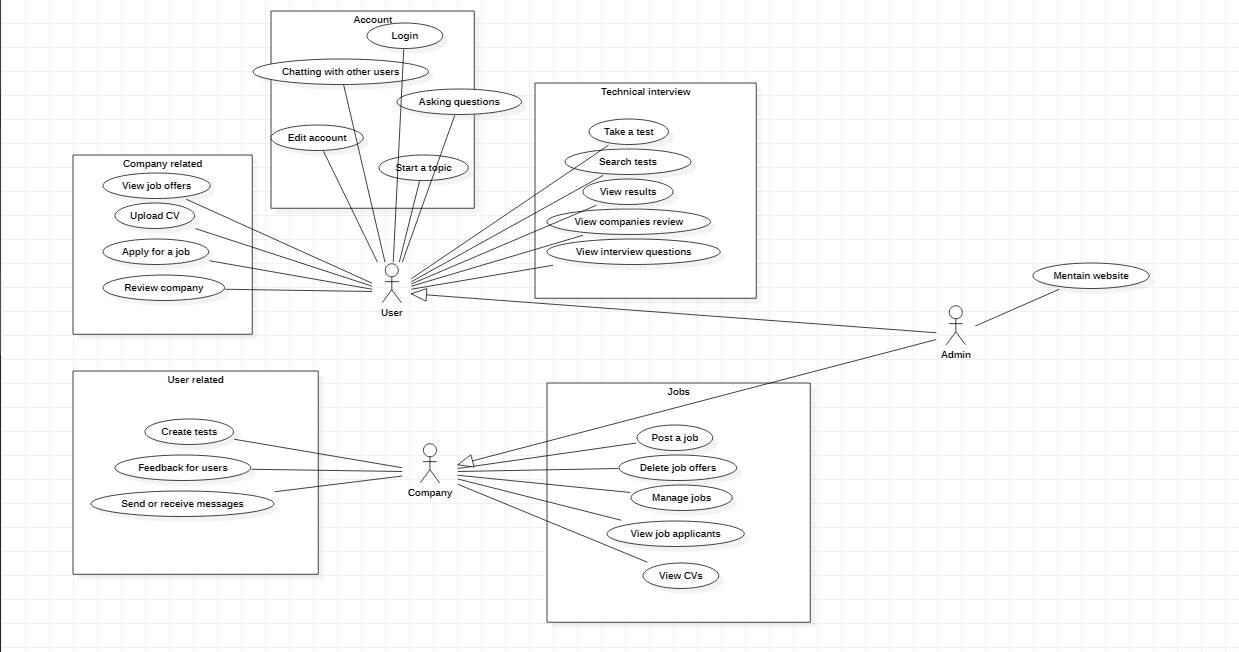 Account
Login
Chatting with other users
Asking questions
Edit account
Start a topic
Technical interview
Take a test
Search tests
View results
View companies review
View interview questions
Company related
View job offers
Upload CV
Apply for a job
Review company
User
Mentain website
Admin
User related
Create tests
Feedback for users
Send or receive messages
Company
Jobs
Post a job
Delete job offers
Manage jobs
View job applicants
View CVs